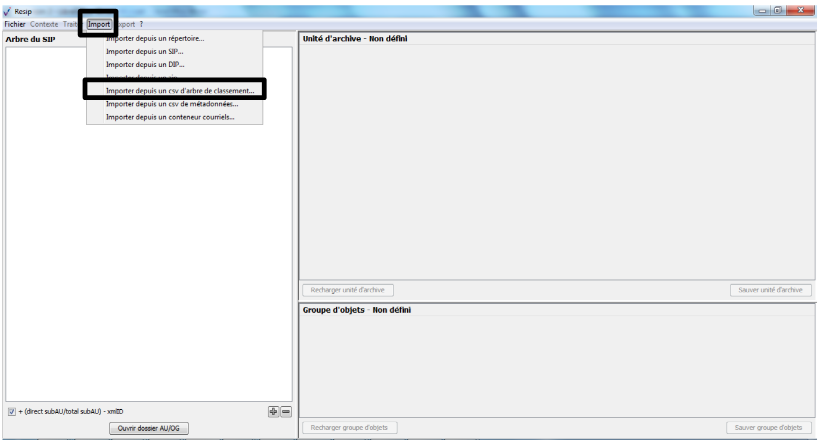 Resip
Fichier Contexte Import ?
Arbre du SIP
Importer depuis un répertoire...
Importer depuis un SIP...
Importer depuis un DIP...
Importer depuis un zip...
Importer depuis un csv d'arbre de classement...
Importer depuis un csv de métadonnées...
Importer depuis un conteneur courriels...
Unité d'archive - Non défini
Recharger unité d'archive
Sauver unité d'archive
Groupe d'objets - Non défini
+ (direct subAU/total subAU) - xmlID
Ouvrir dossier AU/OG
Recharger groupe d'objets
Sauver groupe d'objets